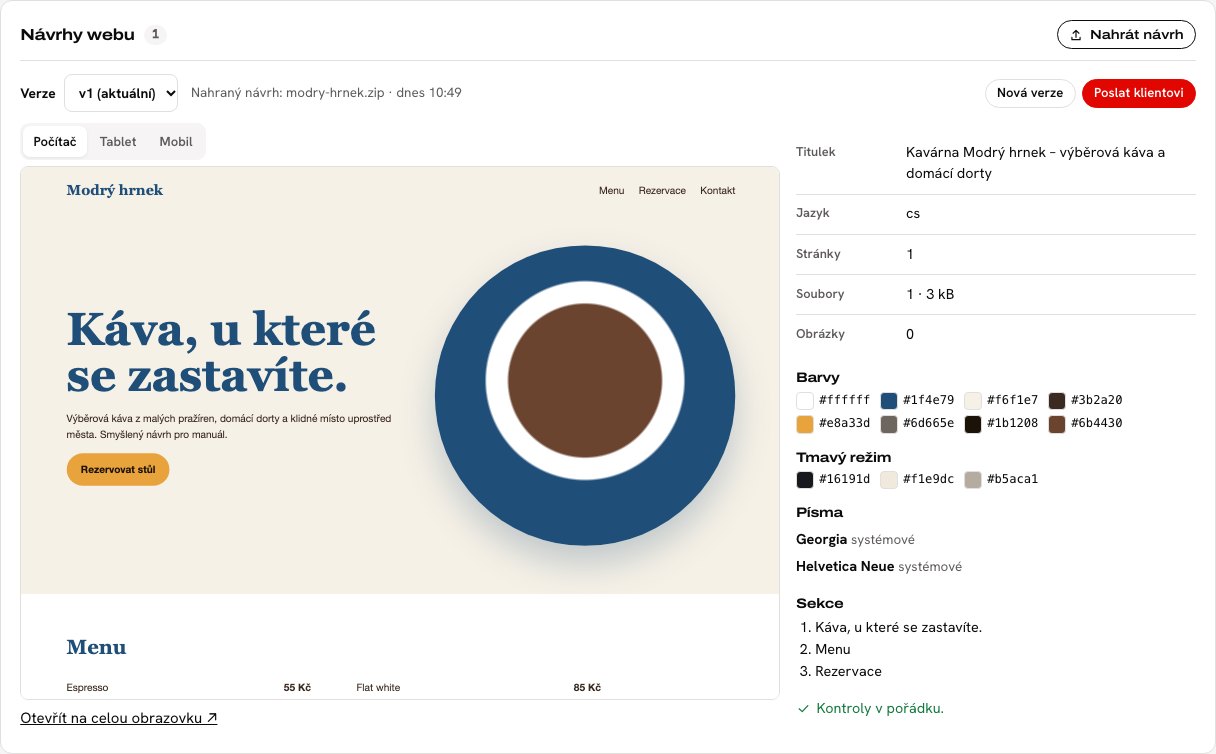 Návrhy webu 1
Nahrát návrh
Verze v1 (aktuální) Nahraný návrh: modry-hrnek.zip · dnes 10:49
Nová verze Poslat klientovi
Počítač Tablet Mobil
Modrý hrnek
Menu Rezervace Kontakt
Káva, u které
se zastavíte.
Výběrová káva z malých pražíren, domácí dorty a klidné místo uprostřed
města. Smyšlený návrh pro manuál.
Rezervovat stůl
Menu
Espresso 55 Kč Flat white 85 Kč
Otevřít na celou obrazovku ↗
Titulek Kavárna Modrý hrnek – výběrová káva a
domácí dorty
Jazyk cs
Stránky 1
Soubory 1 · 3 kB
Obrázky 0
Barvy
#ffffff #1f4e79 #f6f1e7 #3b2a20
#e8a33d #6d665e #1b1208 #6b4430
Tmavý režim
#16191d #f1e9dc #b5aca1
Písma
Georgia systémové
Helvetica Neue systémové
Sekce
1. Káva, u které se zastavíte.
2. Menu
3. Rezervace
✓ Kontroly v pořádku.